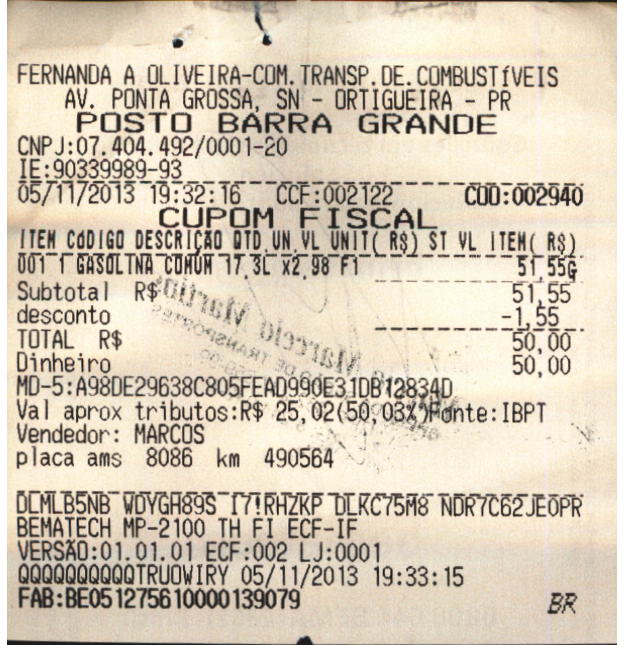 FERNANDA A OLIVEIRA-COM.TRANSP.DE.COMBUSTÍVEIS
AV. PONTA GROSSA, SN - ORTIGUEIRA - PR
POSTO BARRA GRANDE
CNPJ:07.404.492/0001-20
IE:90339989-93
05/11/2013 19:32:16 CCF:002122 COO:002940
CUPOM FISCAL
ITEM CÓDIGO DESCRIÇÃO QTD.UN.VL UNIT( R$) ST VL ITEM( R$)
001 1 GASOLINA COMUM 17,3L x2,98 F1 51,55G
Subtotal R$ 51,55
desconto -1,55
TOTAL R$ 50,00
Dinheiro 50,00
MD-5:A98DE29638C805FEAD990E31DB12834D
Val aprox tributos:R$ 25,02(50,03%)Fonte:IBPT
Vendedor: MARCOS
placa ams 8086 km 490564
DLMLB5NB WDYGH89S I7!RHZKP DLKC75M8 NDR7C62JEOPR
BEMATECH MP-2100 TH FI ECF-IF
VERSÃO:01.01.01 ECF:002 LJ:0001
QQQQQQQQQQTRUOWIRY 05/11/2013 19:33:15
FAB:BE0512756100000139079 BR
Marcelo Martins
DE TRANSPORTES